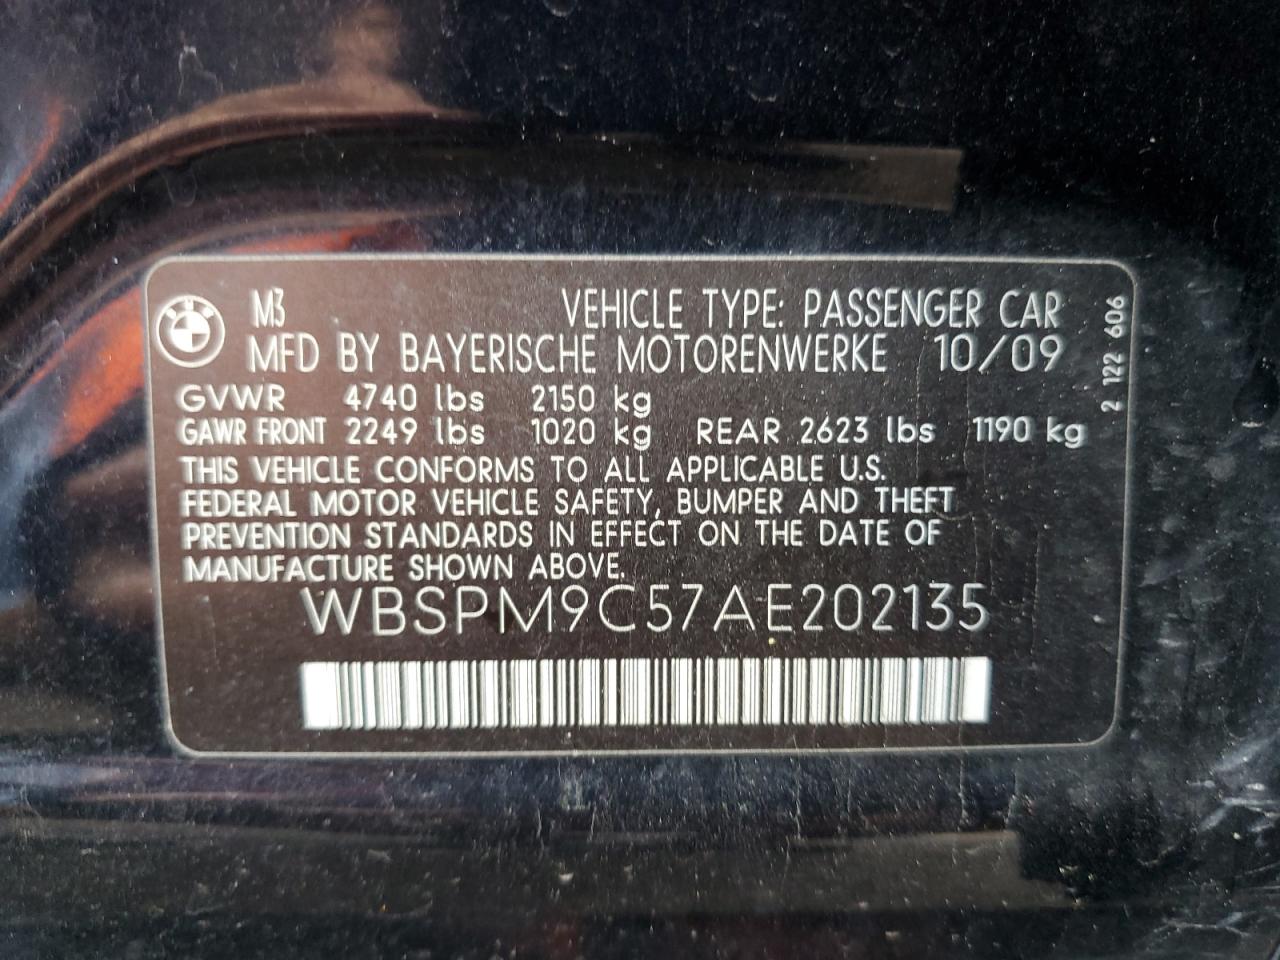 M3 VEHICLE TYPE: PASSENGER CAR
MFD BY BAYERISCHE MOTORENWERKE 10/09
GVWR 4740 lbs 2150 kg
GAWR FRONT 2249 lbs 1020 kg REAR 2623 lbs 1190 kg
THIS VEHICLE CONFORMS TO ALL APPLICABLE U.S.
FEDERAL MOTOR VEHICLE SAFETY, BUMPER AND THEFT
PREVENTION STANDARDS IN EFFECT ON THE DATE OF
MANUFACTURE SHOWN ABOVE.
WBSPM9C57AE202135
2 122 606